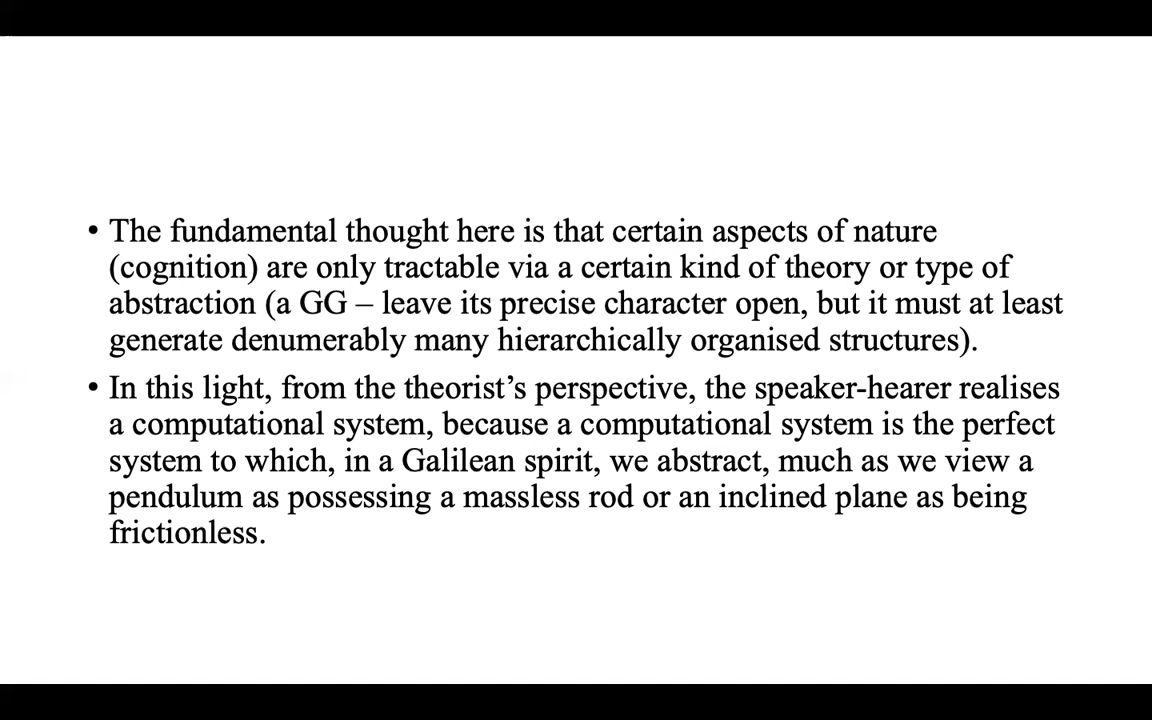 • The fundamental thought here is that certain aspects of nature
(cognition) are only tractable via a certain kind of theory or type of
abstraction (a GG – leave its precise character open, but it must at least
generate denumerably many hierarchically organised structures).
• In this light, from the theorist’s perspective, the speaker-hearer realises
a computational system, because a computational system is the perfect
system to which, in a Galilean spirit, we abstract, much as we view a
pendulum as possessing a massless rod or an inclined plane as being
frictionless.